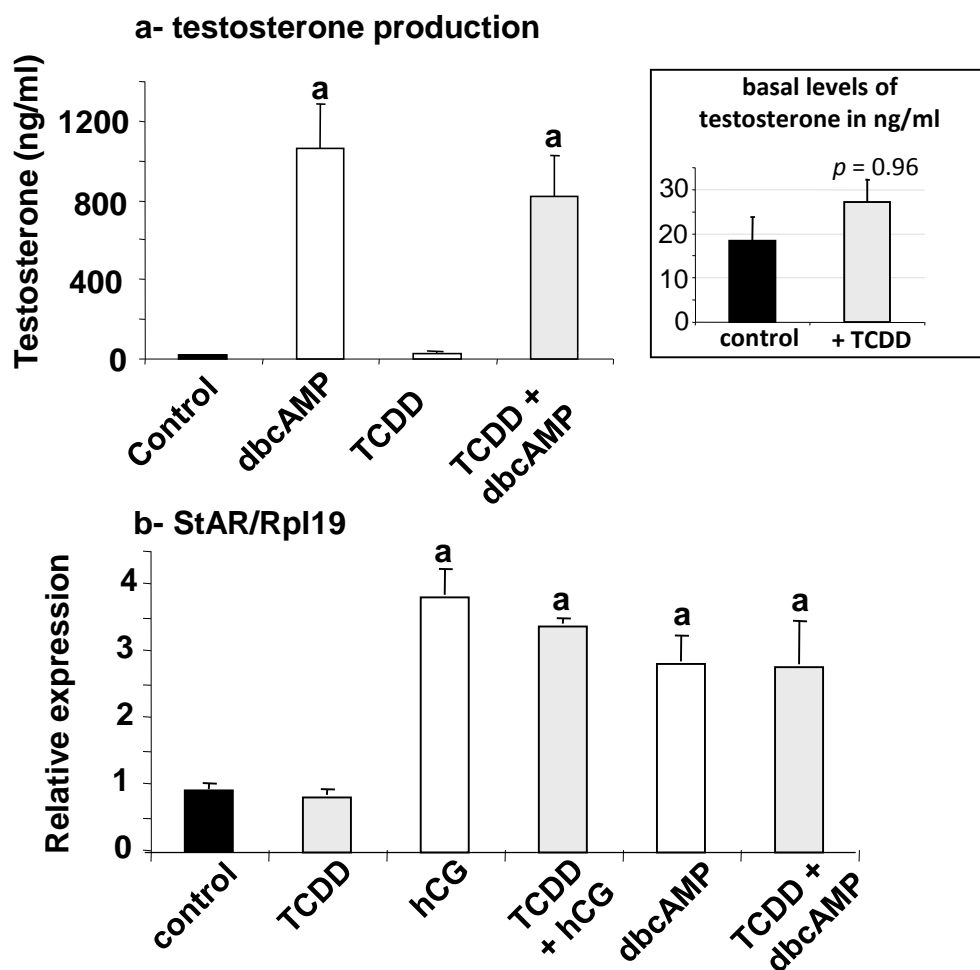 a- testosterone production
Testosterone (ng/ml)
1200
800
400
0
a
a
Control
dbcAMP
TCDD
TCDD +
dbcAMP
basal levels of
testosterone in ng/ml
p = 0.96
30
20
10
0
control
+ TCDD
b- StAR/Rpl19
Relative expression
4
3
2
1
0
a
a
a
a
control
TCDD
hCG
TCDD
+ hCG
dbcAMP
TCDD +
dbcAMP